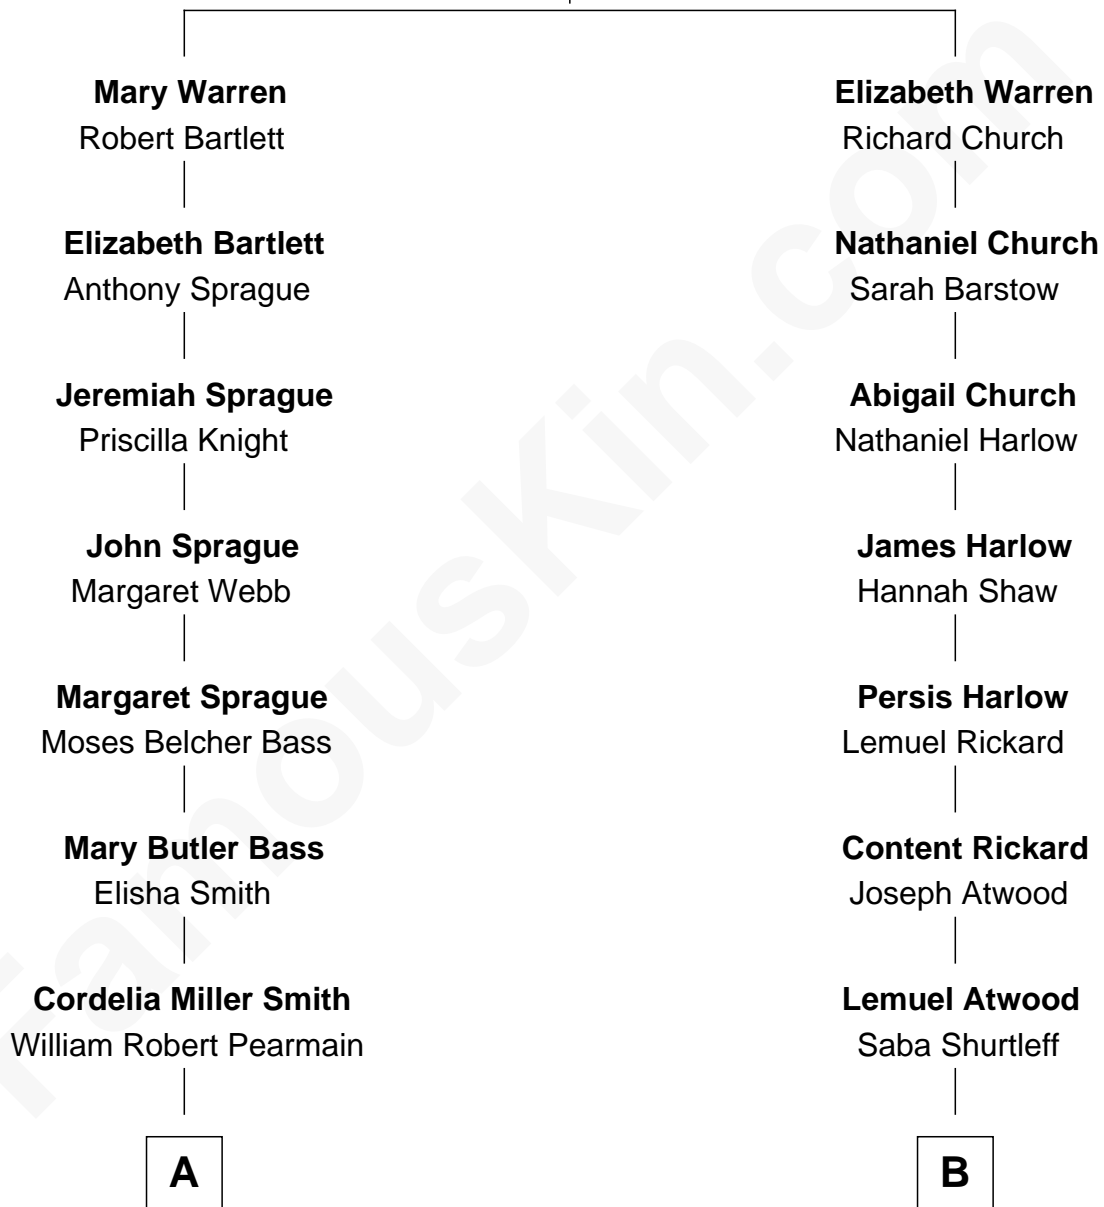 Mary Warren
Robert Bartlett
Elizabeth Bartlett
Anthony Sprague
Jeremiah Sprague
Priscilla Knight
John Sprague
Margaret Webb
Margaret Sprague
Moses Belcher Bass
Mary Butler Bass
Elisha Smith
Cordelia Miller Smith
William Robert Pearmain
A
Elizabeth Warren
Richard Church
Nathaniel Church
Sarah Barstow
Abigail Church
Nathaniel Harlow
James Harlow
Hannah Shaw
Persis Harlow
Lemuel Rickard
Content Rickard
Joseph Atwood
Lemuel Atwood
Saba Shurtleff
B
FamousKin.com